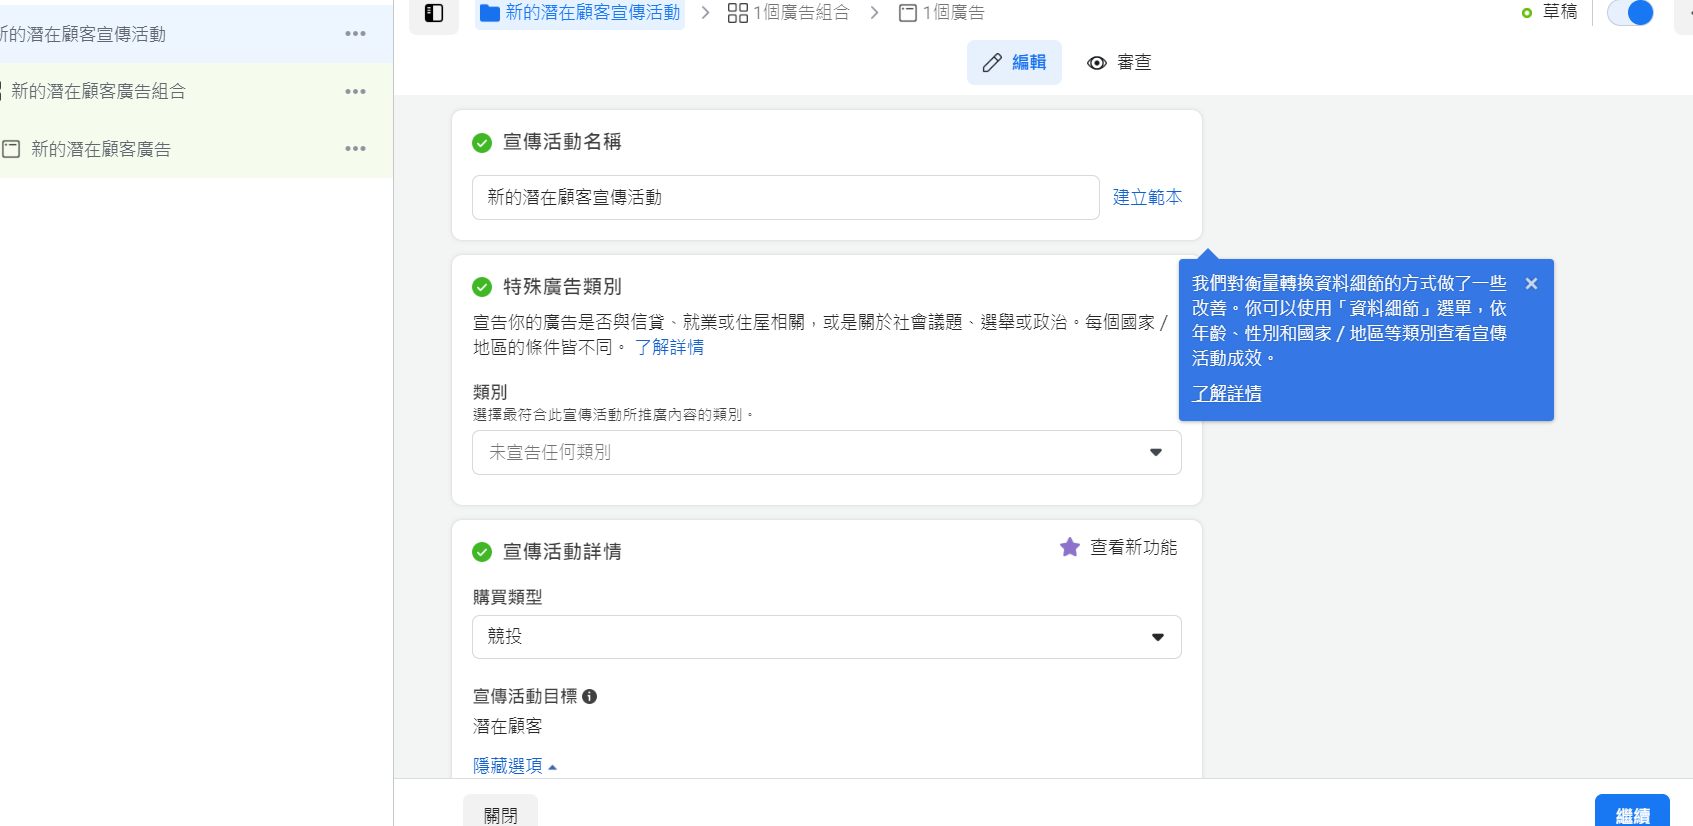 新的潛在顧客宣傳活動
新的潛在顧客廣告組合
新的潛在顧客廣告
新的潛在顧客宣傳活動
1個廣告組合
1個廣告
草稿
編輯
審查
宣傳活動名稱
新的潛在顧客宣傳活動
建立範本
特殊廣告類別
宣告你的廣告是否與信貸、就業或住屋相關，或是關於社會議題、選舉或政治。每個國家 /
地區的條件皆不同。 了解詳情
類別
選擇最符合此宣傳活動所推廣內容的類別。
未宣告任何類別
我們對衡量轉換資料細節的方式做了一些
改善。你可以使用「資料細節」選單，依
年齡、性別和國家 / 地區等類別查看宣傳
活動成效。
了解詳情
宣傳活動詳情
查看新功能
購買類型
競投
宣傳活動目標
潛在顧客
隱藏選項
關閉
繼續